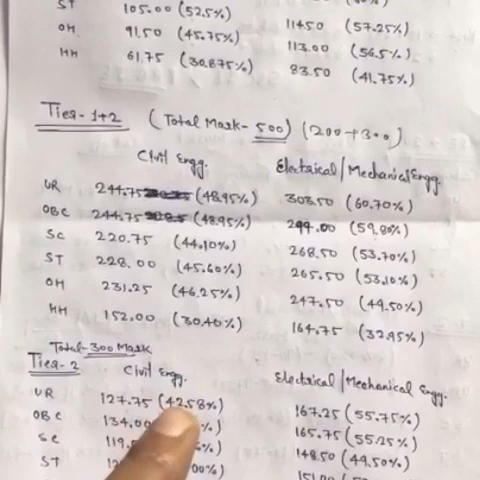 ST 105.00 (52.5%)
OH 91.50 (45.75%) 114.50 (57.25%)
HH 61.75 (30.875%) 113.00 (56.5%)
83.50 (41.75%)
Tier-1+2 (Total Mark-500) (200+300)
Civil Engg. Electrical/Mechanical Engg.
UR 244.75 (48.95%) 303.50 (60.70%)
OBC 244.75 (48.95%) 299.00 (59.80%)
SC 220.75 (44.10%) 268.50 (53.70%)
ST 228.00 (45.60%) 265.50 (53.10%)
OH 231.25 (46.25%) 247.50 (49.50%)
HH 152.00 (30.40%) 164.75 (32.95%)
Total-300 Mark
Tier-2 Civil Engg. Electrical/Mechanical Engg.
UR 127.75 (42.58%) 167.25 (55.75%)
OBC 134.00 %) 165.75 (55.25%)
SC 119. %) 148.50 (49.50%)
ST 00%)